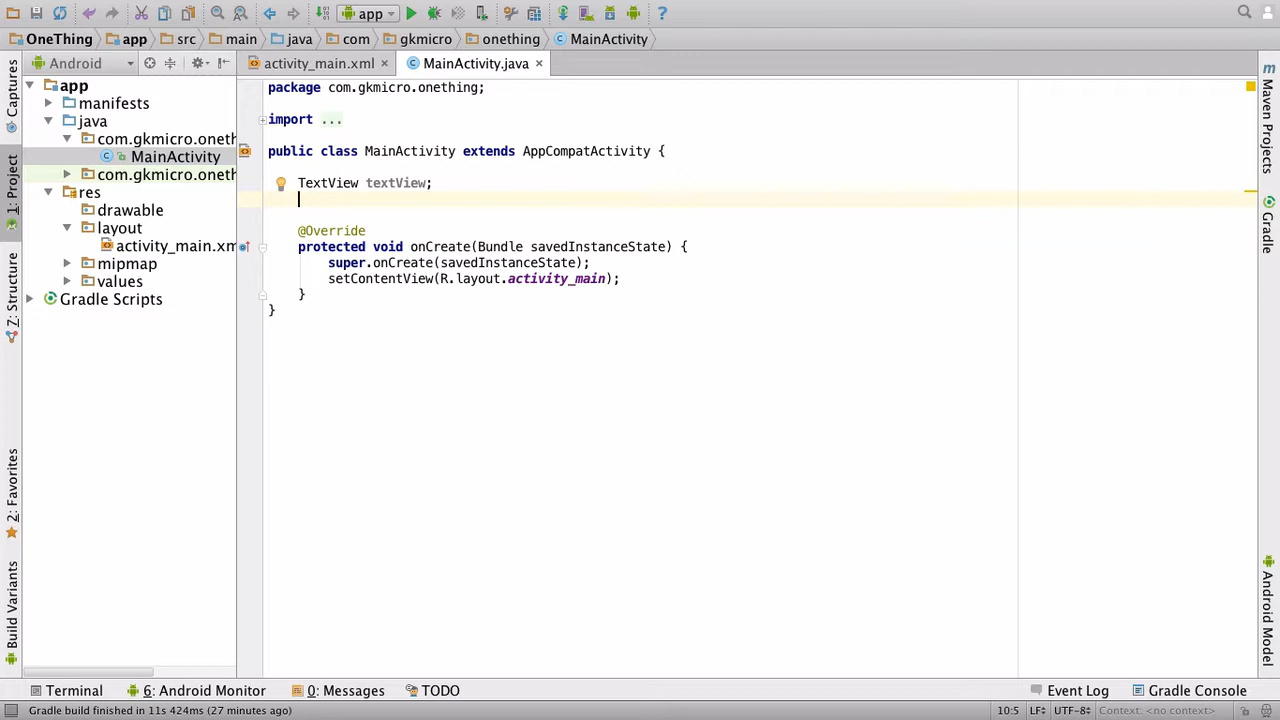 app
OneThing app src main java com gkmicro onething MainActivity
Android
activity_main.xml
MainActivity.java
app
manifests
java
com.gkmicro.oneth
MainActivity
com.gkmicro.oneth
res
drawable
layout
activity_main.xm
mipmap
values
Gradle Scripts
package com.gkmicro.onething;
import ...
public class MainActivity extends AppCompatActivity {
TextView textView;
@Override
protected void onCreate(Bundle savedInstanceState) {
super.onCreate(savedInstanceState);
setContentView(R.layout.activity_main);
}
}
Captures
1: Project
7: Structure
2: Favorites
Build Variants
Maven Projects
Gradle
Android Model
Terminal 6: Android Monitor 0: Messages TODO Event Log Gradle Console
Gradle build finished in 11s 424ms (27 minutes ago) 10:5 LF UTF-8 Context: <no context>